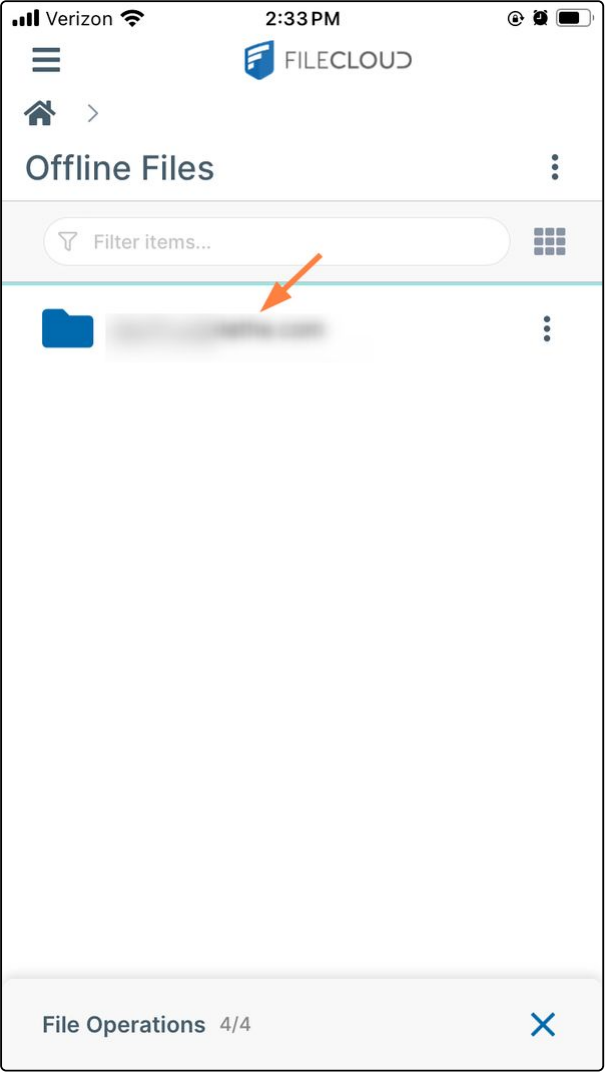 Verizon 2:33 PM
FILECLOUD
Offline Files
Filter items...
File Operations 4/4